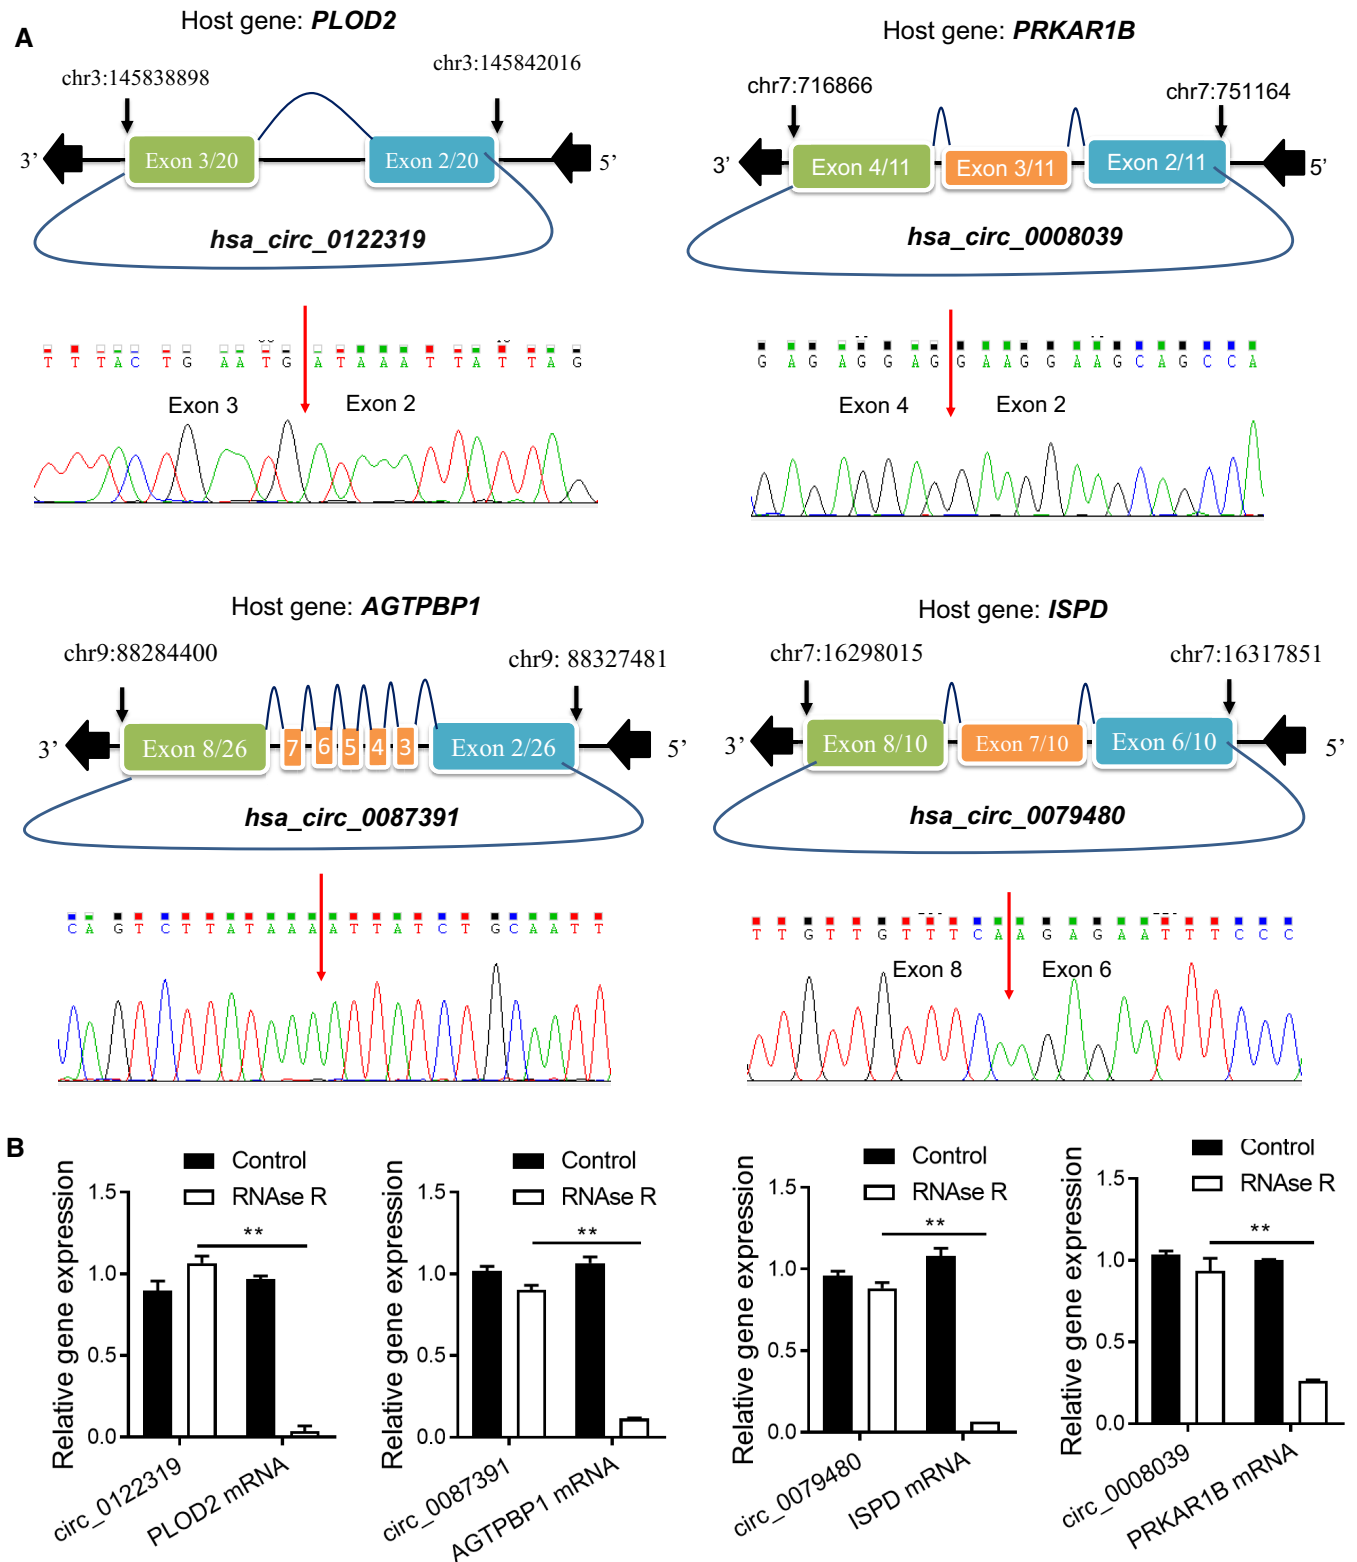 A
Host gene: PLOD2
chr3:145838898
chr3:145842016
3’
Exon 3/20
Exon 2/20
5’
hsa_circ_0122319
T T T A C T G A A T G A T A A A T T A T T A G
Exon 3
Exon 2
Host gene: PRKAR1B
chr7:716866
chr7:751164
3’
Exon 4/11
Exon 3/11
Exon 2/11
5’
hsa_circ_0008039
G A G A G G A G G A A G G A A G C A G C C A
Exon 4
Exon 2
Host gene: AGTPBP1
chr9:88284400
chr9: 88327481
3’
Exon 8/26
7
6
5
4
3
Exon 2/26
5’
hsa_circ_0087391
C A G T C T T A T A A A A T T A T C T G C A A T T
Host gene: ISPD
chr7:16298015
chr7:16317851
3’
Exon 8/10
Exon 7/10
Exon 6/10
5’
hsa_circ_0079480
T T G T T G T T T C A A G A G A A T T T C C C
Exon 8
Exon 6
B
Relative gene expression
Control
RNAse R
1.5
1.0
0.5
0.0
**
circ_0122319
PLOD2 mRNA
Relative gene expression
Control
RNAse R
1.5
1.0
0.5
0.0
**
circ_0087391
AGTPBP1 mRNA
Relative gene expression
Control
RNAse R
1.5
1.0
0.5
0.0
**
circ_0079480
ISPD mRNA
Relative gene expression
Control
RNAse R
1.5
1.0
0.5
0.0
**
circ_0008039
PRKAR1B mRNA